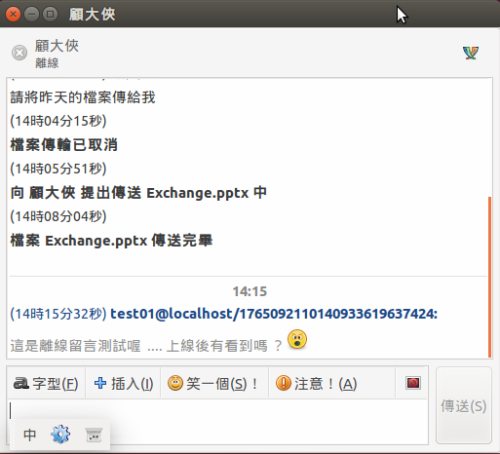 顧大俠
顧大俠
離線
請將昨天的檔案傳給我
(14時04分15秒)
檔案傳輸已取消
(14時05分51秒)
向 顧大俠 提出傳送 Exchange.pptx 中
(14時08分04秒)
檔案 Exchange.pptx 傳送完畢
14:15
(14時15分32秒) test01@localhost/1765092110140933619637424:
這是離線留言測試喔 .... 上線後有看到嗎 ?
字型(F) 插入(I) 笑一個(S)! 注意!(A)
傳送(S)
中